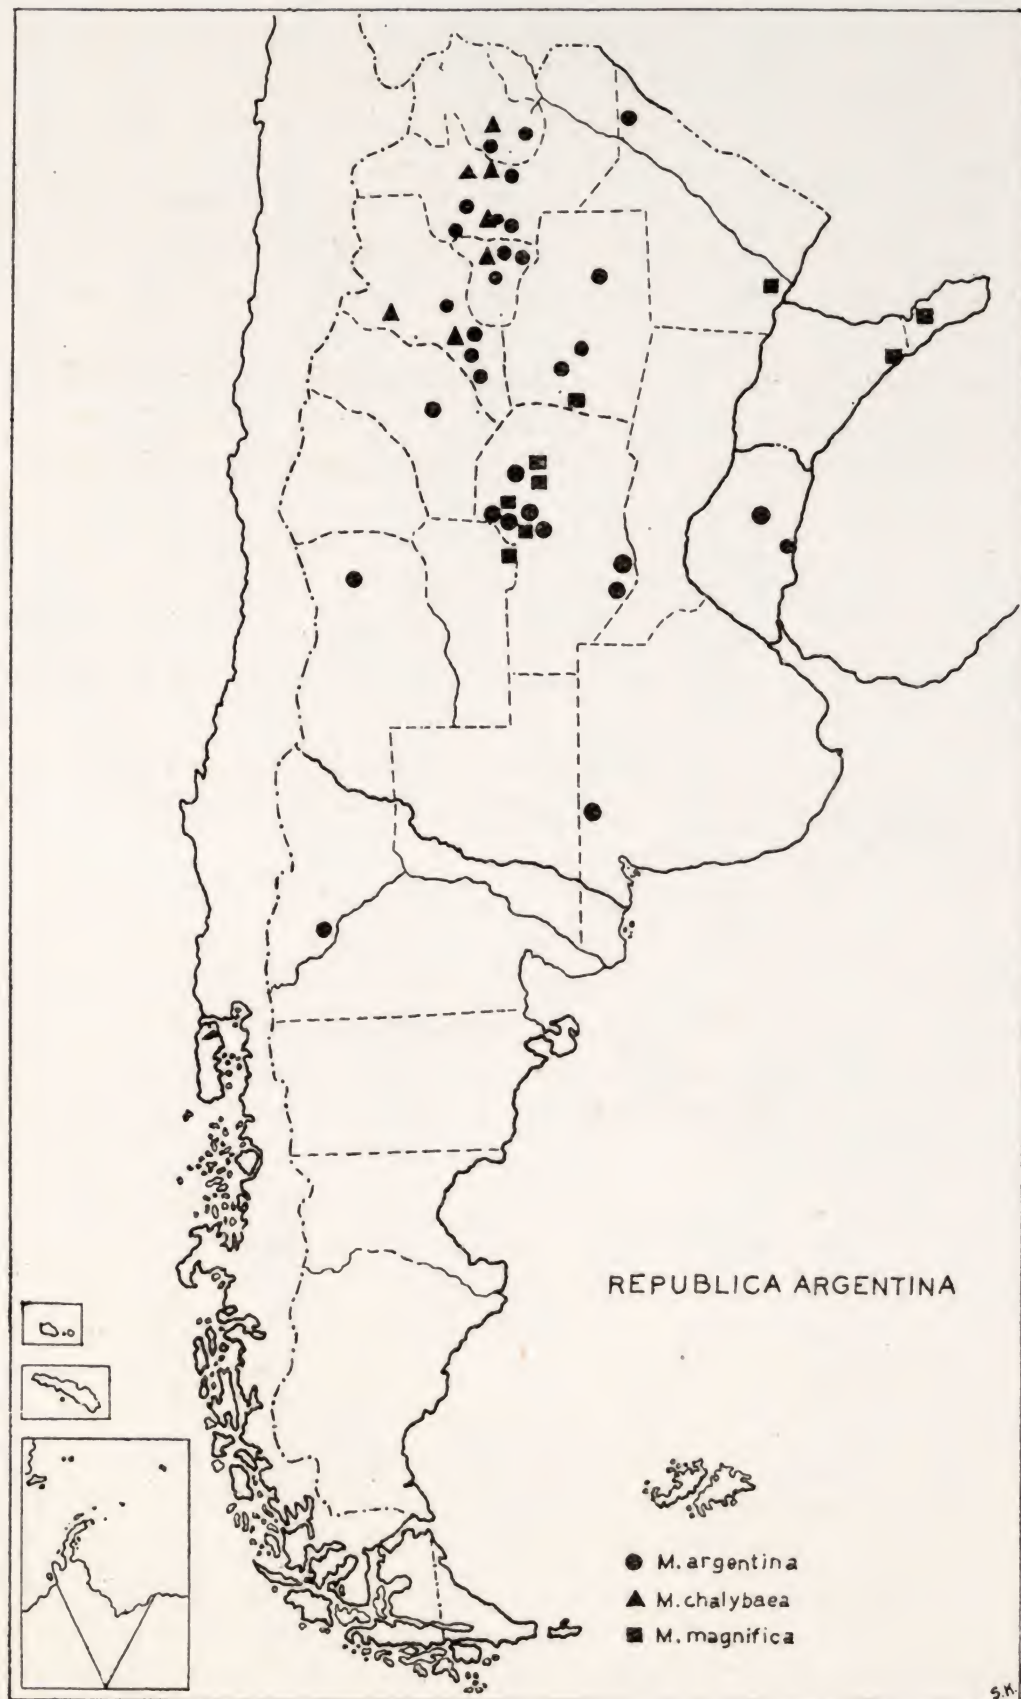 REPUBLICA ARGENTINA
M. argentina
M. chalybaea
M. magnifica
S.K.